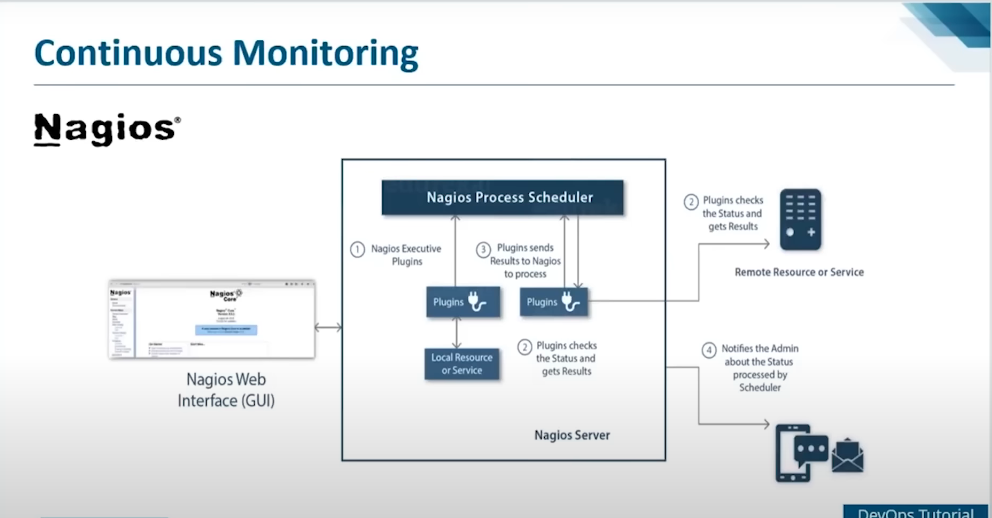 Continuous Monitoring
Nagios®
Nagios Process Scheduler
1 Nagios Executive
Plugins
3 Plugins sends
Results to Nagios
to process
2 Plugins checks
the Status and
gets Results
Remote Resource or Service
Plugins
Plugins
Local Resource
or Service
2 Plugins checks
the Status and
gets Results
Nagios Server
Nagios
Nagios
Core
Nagios Web
Interface (GUI)
4 Notifies the Admin
about the Status
processed by
Scheduler
DevOps Tutorial